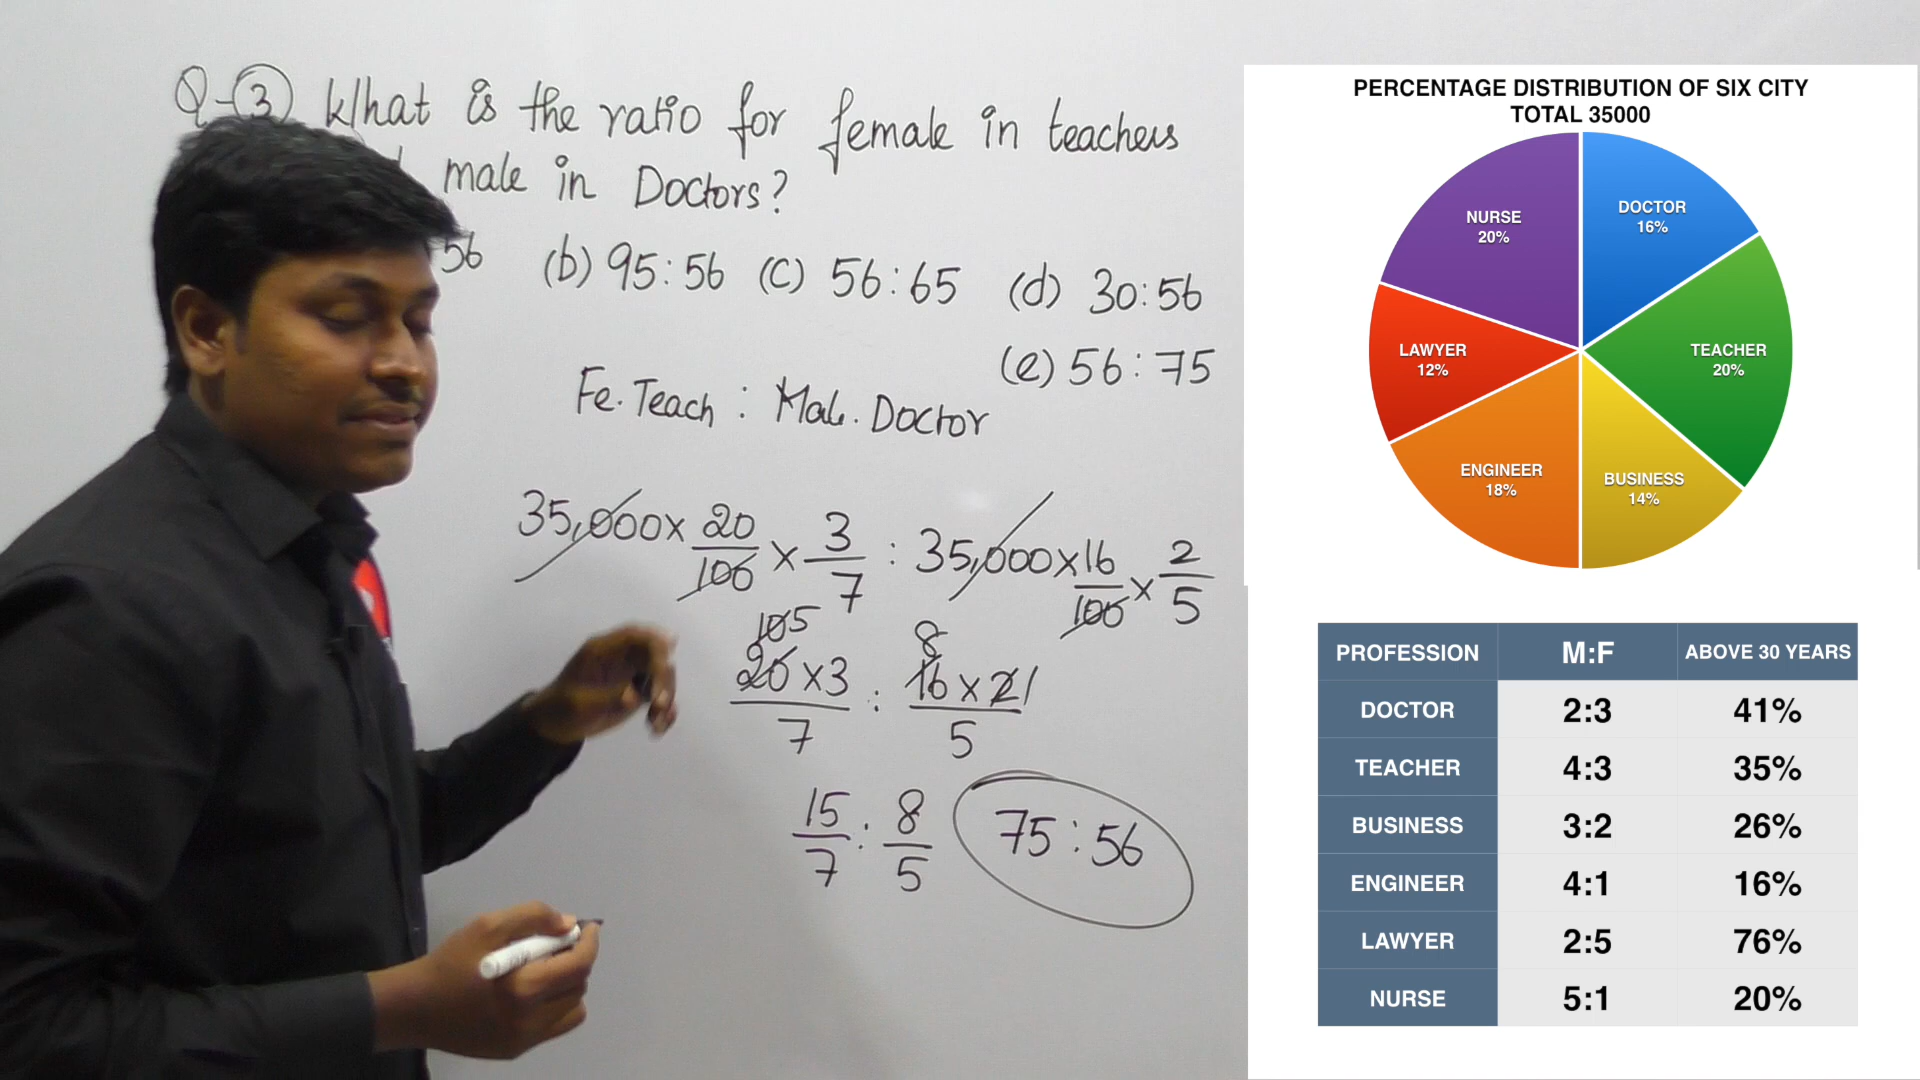 Q-3 What is the ratio for female in teachers
male in Doctors?
56 (b) 95:56 (c) 56:65 (d) 30:56
(e) 56:75
Fe. Teach : Male. Doctor
35,000 x 20/100 x 3/7 : 35,000 x 16/100 x 2/5
105 8
20 x 3 / 7 : 16 x 21 / 5
15/7 : 8/5 75:56
PERCENTAGE DISTRIBUTION OF SIX CITY
TOTAL 35000
NURSE
20%
DOCTOR
16%
LAWYER
12%
TEACHER
20%
ENGINEER
18%
BUSINESS
14%
PROFESSION M:F ABOVE 30 YEARS
DOCTOR 2:3 41%
TEACHER 4:3 35%
BUSINESS 3:2 26%
ENGINEER 4:1 16%
LAWYER 2:5 76%
NURSE 5:1 20%